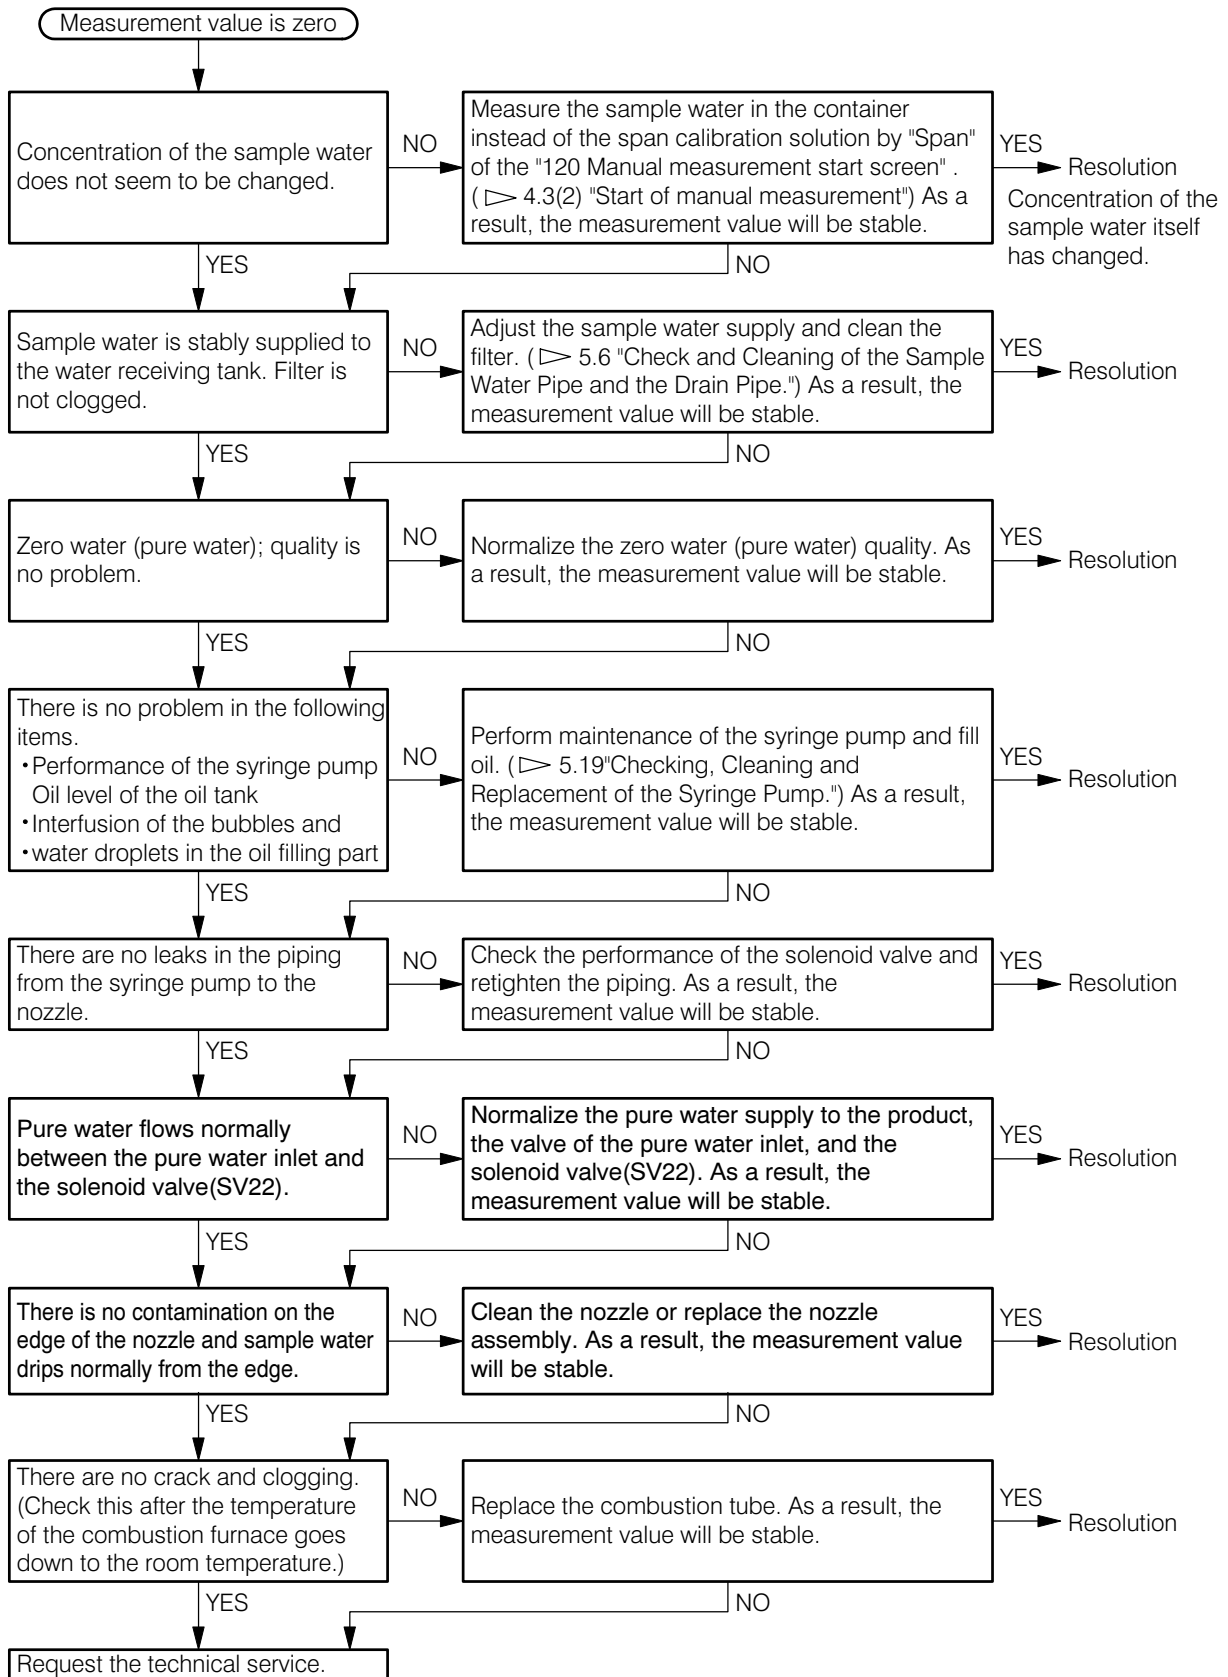 Measurement value is zero
Concentration of the sample water
does not seem to be changed.
NO
Measure the sample water in the container
instead of the span calibration solution by "Span"
of the "120 Manual measurement start screen" .
( ▷ 4.3(2) "Start of manual measurement") As a
result, the measurement value will be stable.
YES
Resolution
Concentration of the
sample water itself
has changed.
YES
NO
Sample water is stably supplied to
the water receiving tank. Filter is
not clogged.
NO
Adjust the sample water supply and clean the
filter. ( ▷ 5.6 "Check and Cleaning of the Sample
Water Pipe and the Drain Pipe.") As a result, the
measurement value will be stable.
YES
Resolution
YES
NO
Zero water (pure water); quality is
no problem.
NO
Normalize the zero water (pure water) quality. As
a result, the measurement value will be stable.
YES
Resolution
YES
NO
There is no problem in the following
items.
・Performance of the syringe pump
Oil level of the oil tank
・Interfusion of the bubbles and
・water droplets in the oil filling part
NO
Perform maintenance of the syringe pump and fill
oil. ( ▷ 5.19"Checking, Cleaning and
Replacement of the Syringe Pump.") As a result,
the measurement value will be stable.
YES
Resolution
YES
NO
There are no leaks in the piping
from the syringe pump to the
nozzle.
NO
Check the performance of the solenoid valve and
retighten the piping. As a result, the
measurement value will be stable.
YES
Resolution
YES
NO
Pure water flows normally
between the pure water inlet and
the solenoid valve(SV22).
NO
Normalize the pure water supply to the product,
the valve of the pure water inlet, and the
solenoid valve(SV22). As a result, the
measurement value will be stable.
YES
Resolution
YES
NO
There is no contamination on the
edge of the nozzle and sample water
drips normally from the edge.
NO
Clean the nozzle or replace the nozzle
assembly. As a result, the measurement value
will be stable.
YES
Resolution
YES
NO
There are no crack and clogging.
(Check this after the temperature
of the combustion furnace goes
down to the room temperature.)
NO
Replace the combustion tube. As a result, the
measurement value will be stable.
YES
Resolution
YES
NO
Request the technical service.